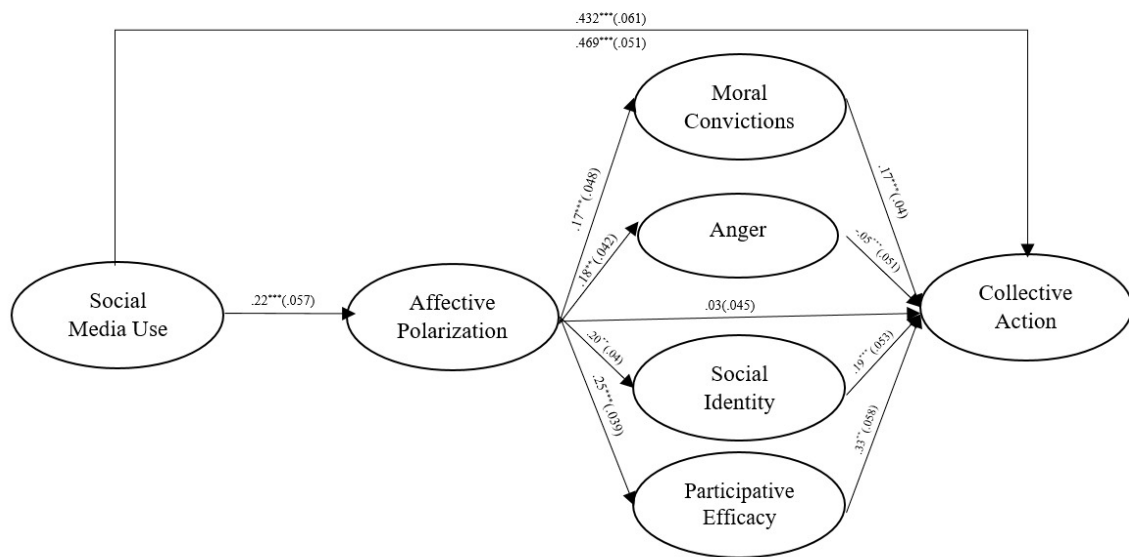 .432***(.061)
.469***(.051)
Moral
Convictions
.17***(.048)
.17***(.04)
Anger
.18**(.042)
-.05***(.051)
Social
Media Use
.22***(.057)
Affective
Polarization
.03(.045)
Collective
Action
.20**(.04)
Social
Identity
.19***(.053)
.25***(.039)
.33**(.058)
Participative
Efficacy